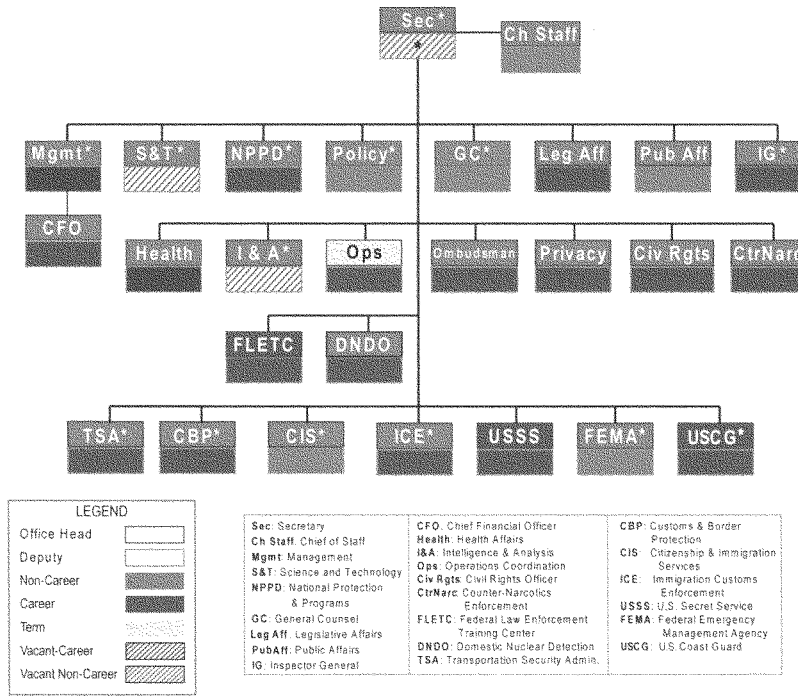 Sec*
*
Ch Staff
Mgmt* S&T* NPPD* Policy* GC* Leg Aff Pub Aff IG*
CFO
Health I & A* Ops Ombudsman Privacy Civ Rgts CtrNarc
FLETC DNDO
TSA* CBP* CIS* ICE* USSS FEMA* USCG*
LEGEND
Office Head
Deputy
Non-Career
Career
Term
Vacant-Career
Vacant Non-Career
Sec: Secretary
Ch Staff: Chief of Staff
Mgmt: Management
S&T: Science and Technology
NPPD: National Protection
& Programs
GC: General Counsel
Leg Aff: Legislative Affairs
PubAff: Public Affairs
IG: Inspector General
CFO: Chief Financial Officer
Health: Health Affairs
I&A: Intelligence & Analysis
Ops: Operations Coordination
Civ Rgts: Civil Rights Officer
CtrNarc: Counter-Narcotics
Enforcement
FLETC: Federal Law Enforcement
Training Center
DNDO: Domestic Nuclear Detection
TSA: Transportation Security Admin.
CBP: Customs & Border
Protection
CIS: Citizenship & Immigration
Services
ICE: Immigration Customs
Enforcement
USSS: U.S. Secret Service
FEMA: Federal Emergency
Management Agency
USCG: U.S. Coast Guard